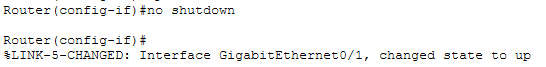 Router(config-if)#no shutdown
Router(config-if)#
%LINK-5-CHANGED: Interface GigabitEthernet0/1, changed state to up